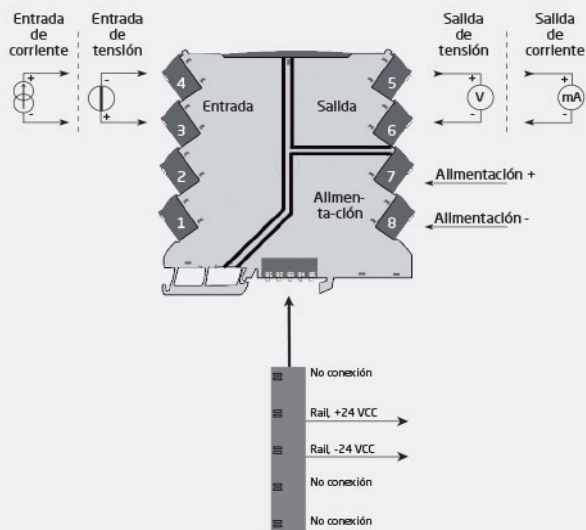 Entrada
de
corriente
Entrada
de
tensión
Salida
de
tensión
Salida
de
corriente
+
-
-
+
4
3
2
1
Entrada
Salida
Alimen-
ta-ción
5
6
7
8
+
V
-
+
mA
-
Alimentación +
Alimentación -
No conexión
Rail, +24 VCC
Rail, -24 VCC
No conexión
No conexión